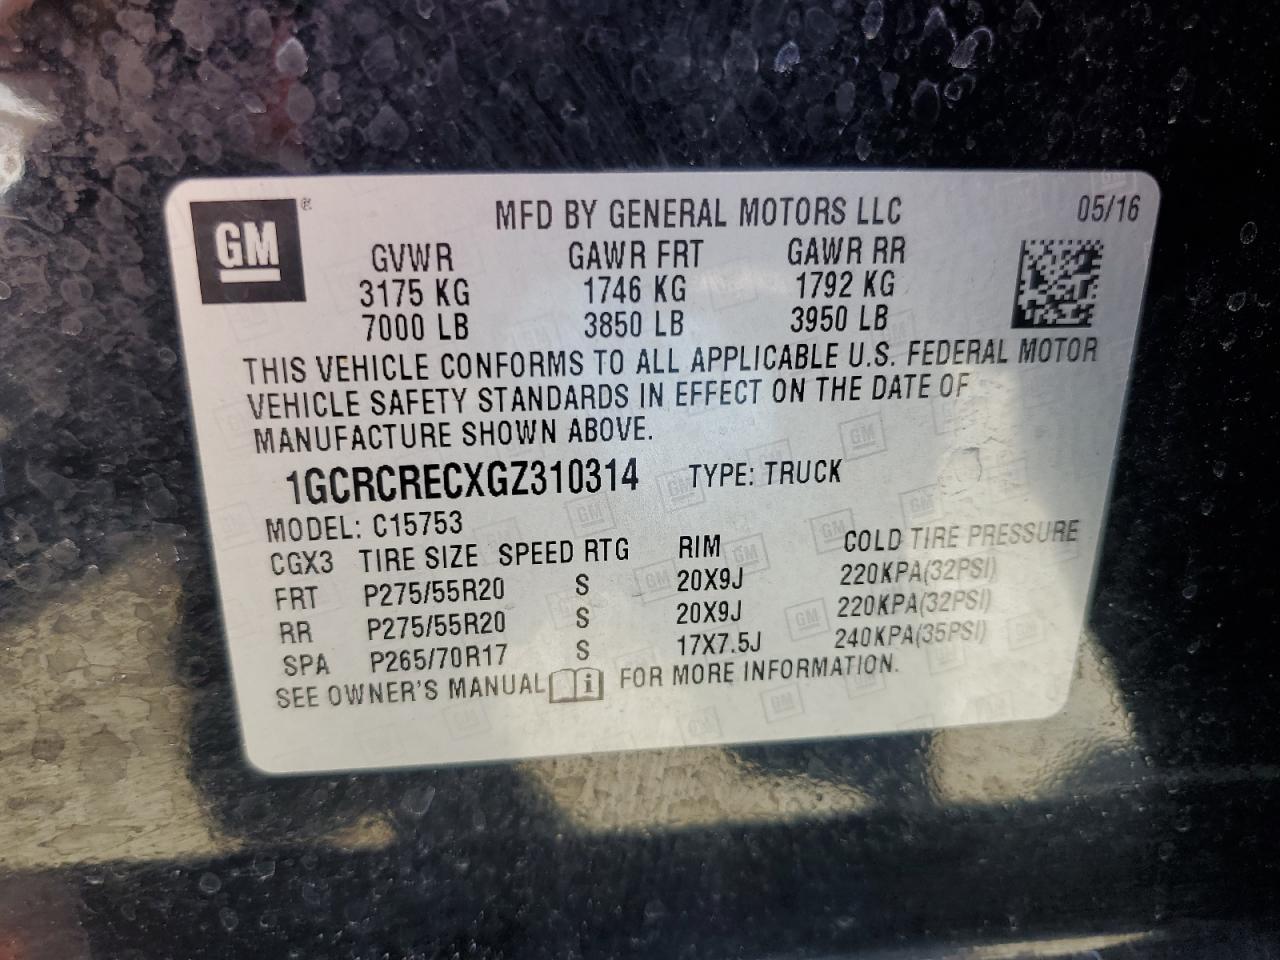 GM ®
MFD BY GENERAL MOTORS LLC 05/16
GVWR GAWR FRT GAWR RR
3175 KG 1746 KG 1792 KG
7000 LB 3850 LB 3950 LB
THIS VEHICLE CONFORMS TO ALL APPLICABLE U.S. FEDERAL MOTOR
VEHICLE SAFETY STANDARDS IN EFFECT ON THE DATE OF
MANUFACTURE SHOWN ABOVE.
1GCRCRECXGZ310314 TYPE: TRUCK
MODEL: C15753
CGX3 TIRE SIZE SPEED RTG RIM COLD TIRE PRESSURE
FRT P275/55R20 S 20X9J 220KPA(32PSI)
RR P275/55R20 S 20X9J 220KPA(32PSI)
SPA P265/70R17 S 17X7.5J 240KPA(35PSI)
SEE OWNER'S MANUAL i FOR MORE INFORMATION.